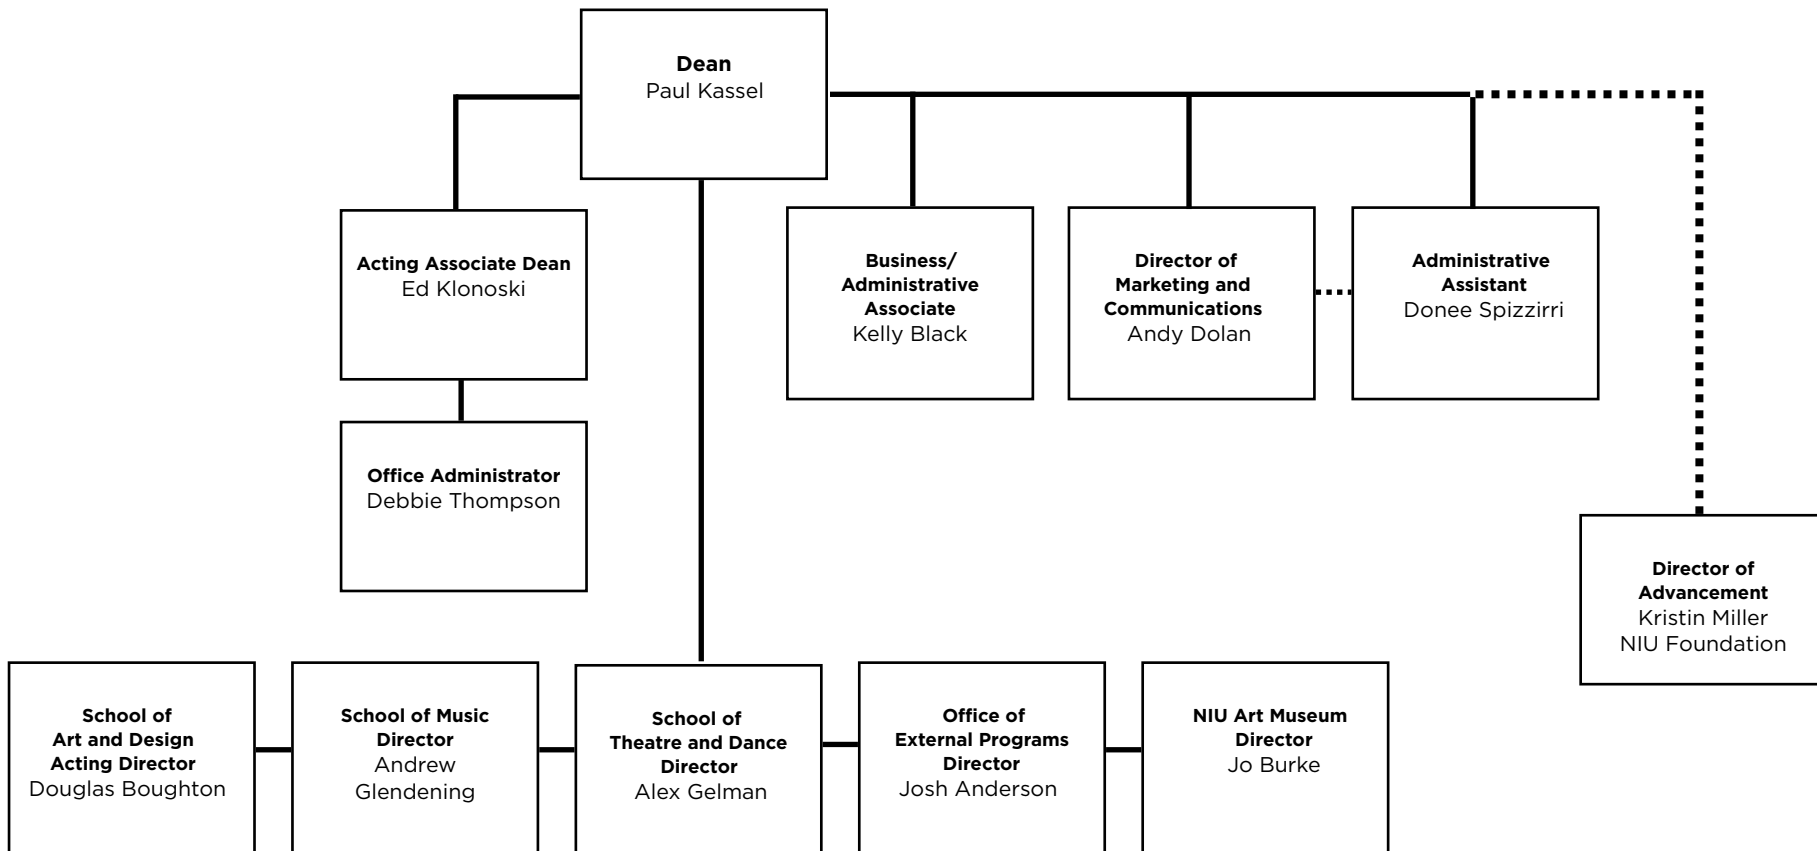 Dean
Paul Kassel
Acting Associate Dean
Ed Klonoski
Business/
Administrative
Associate
Kelly Black
Director of
Marketing and
Communications
Andy Dolan
Administrative
Assistant
Donee Spizzirri
Office Administrator
Debbie Thompson
Director of
Advancement
Kristin Miller
NIU Foundation
School of
Art and Design
Acting Director
Douglas Boughton
School of Music
Director
Andrew
Glendening
School of
Theatre and Dance
Director
Alex Gelman
Office of
External Programs
Director
Josh Anderson
NIU Art Museum
Director
Jo Burke